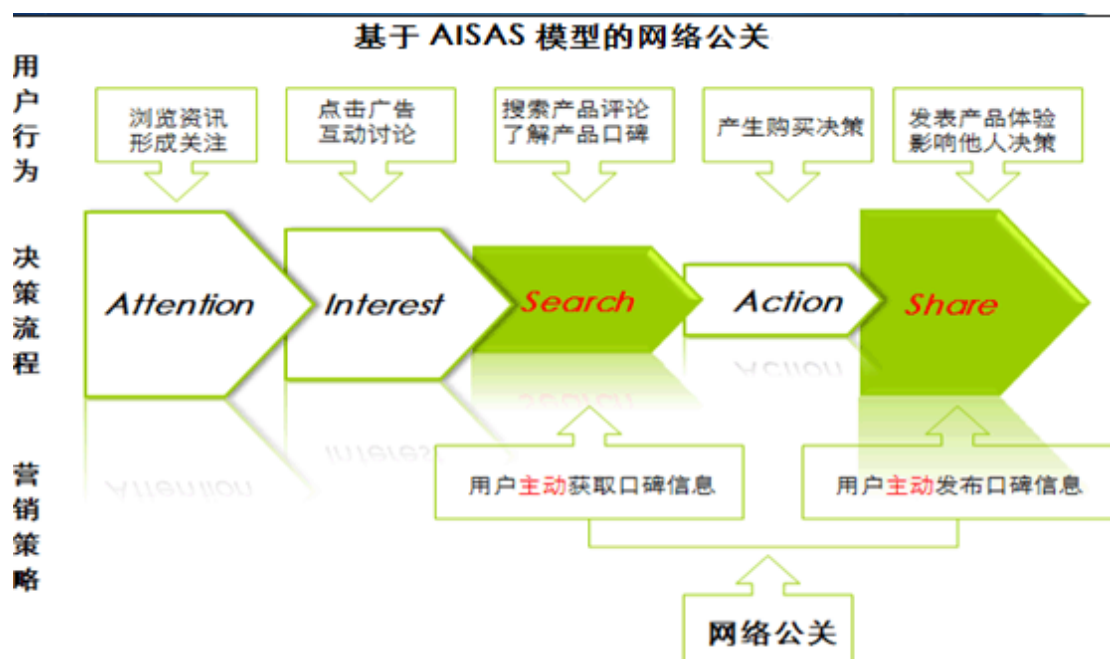 基于 AISAS 模型的网络公关
用户行为
浏览资讯
形成关注
点击广告
互动讨论
搜索产品评论
了解产品口碑
产生购买决策
发表产品体验
影响他人决策
决策流程
Attention
Interest
Search
Action
Share
营销策略
用户主动获取口碑信息
用户主动发布口碑信息
网络公关